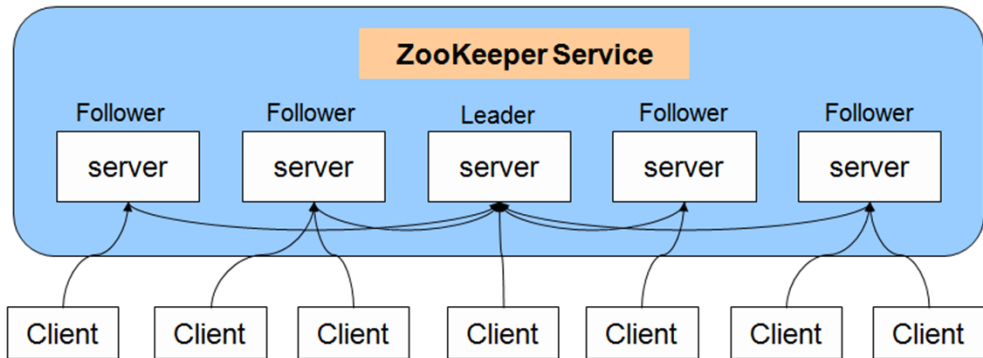 ZooKeeper Service
Follower Follower Leader Follower Follower
server server server server server
Client Client Client Client Client Client Client